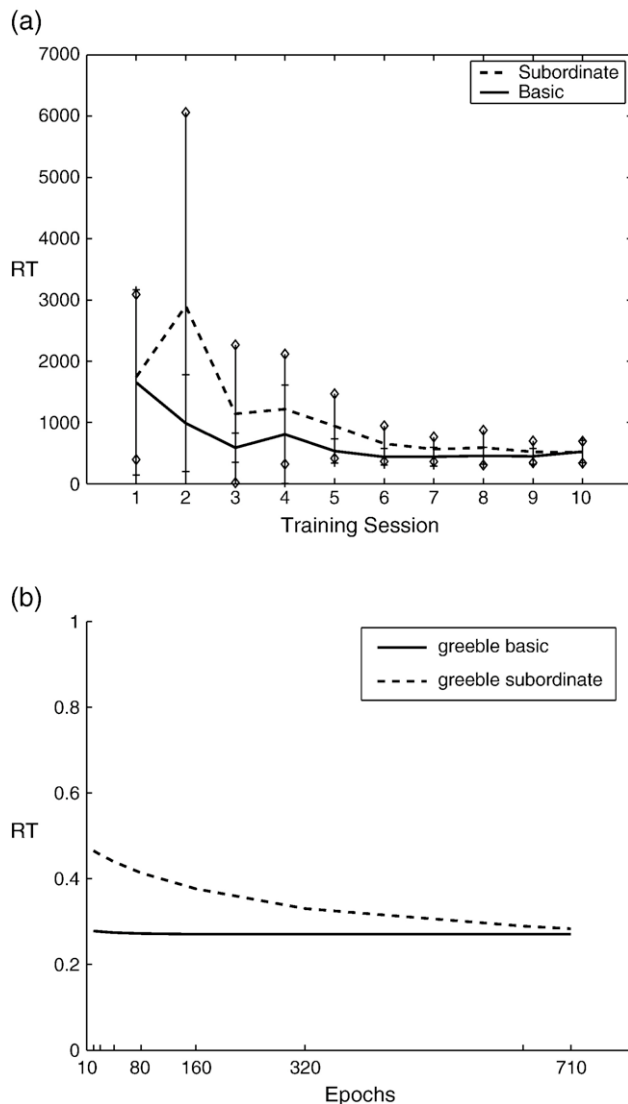 (a)
7000
6000
5000
4000
3000
2000
1000
0
RT
Subordinate
Basic
1 2 3 4 5 6 7 8 9 10
Training Session
(b)
1
0.8
0.6
0.4
0.2
0
RT
greeble basic
greeble subordinate
10 80 160 320 710
Epochs